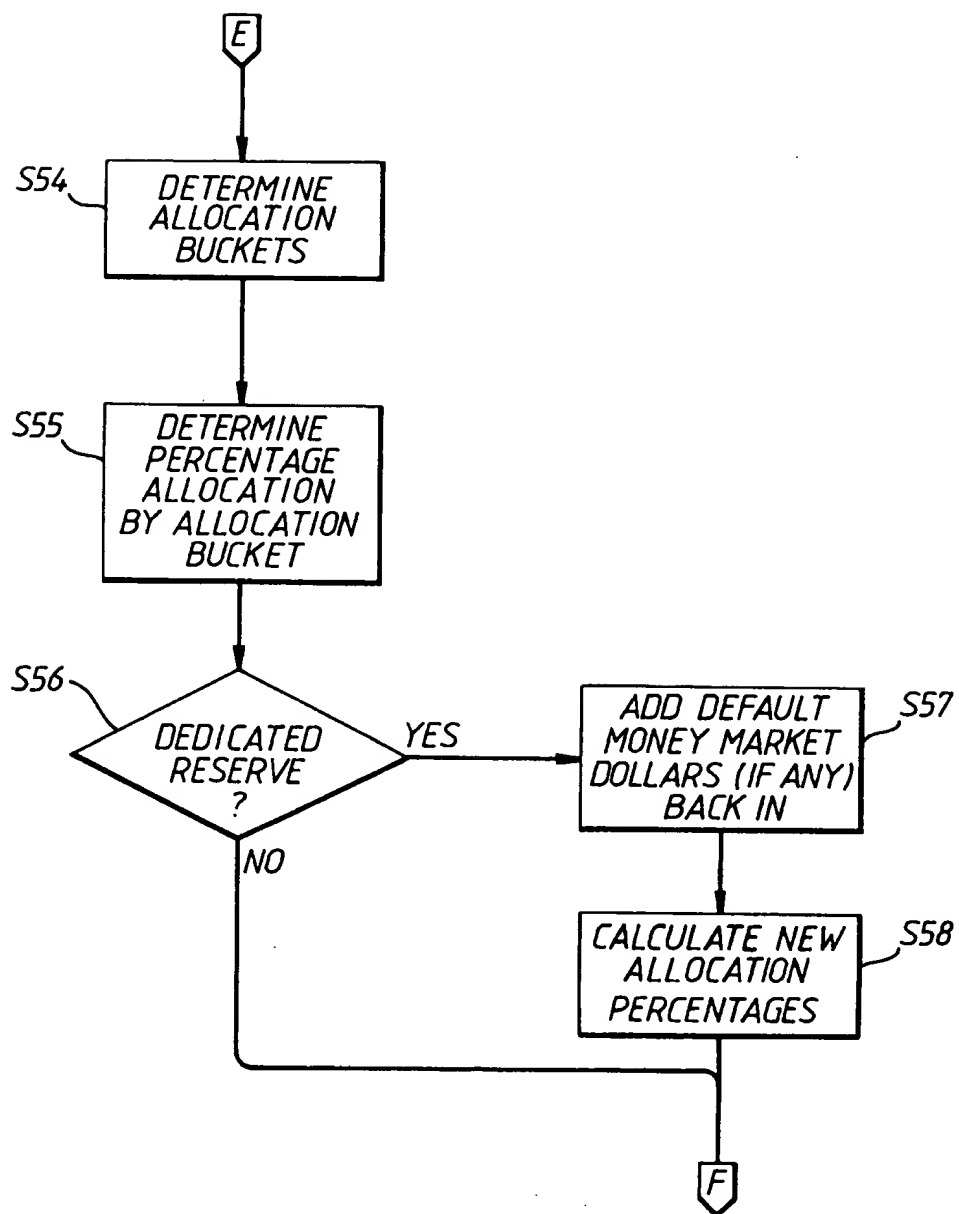 E
S54
DETERMINE
ALLOCATION
BUCKETS
S55
DETERMINE
PERCENTAGE
ALLOCATION
BY ALLOCATION
BUCKET
S56
DEDICATED
RESERVE
?
YES
NO
ADD DEFAULT
MONEY MARKET
DOLLARS (IF ANY)
BACK IN
S57
CALCULATE NEW
ALLOCATION
PERCENTAGES
S58
F